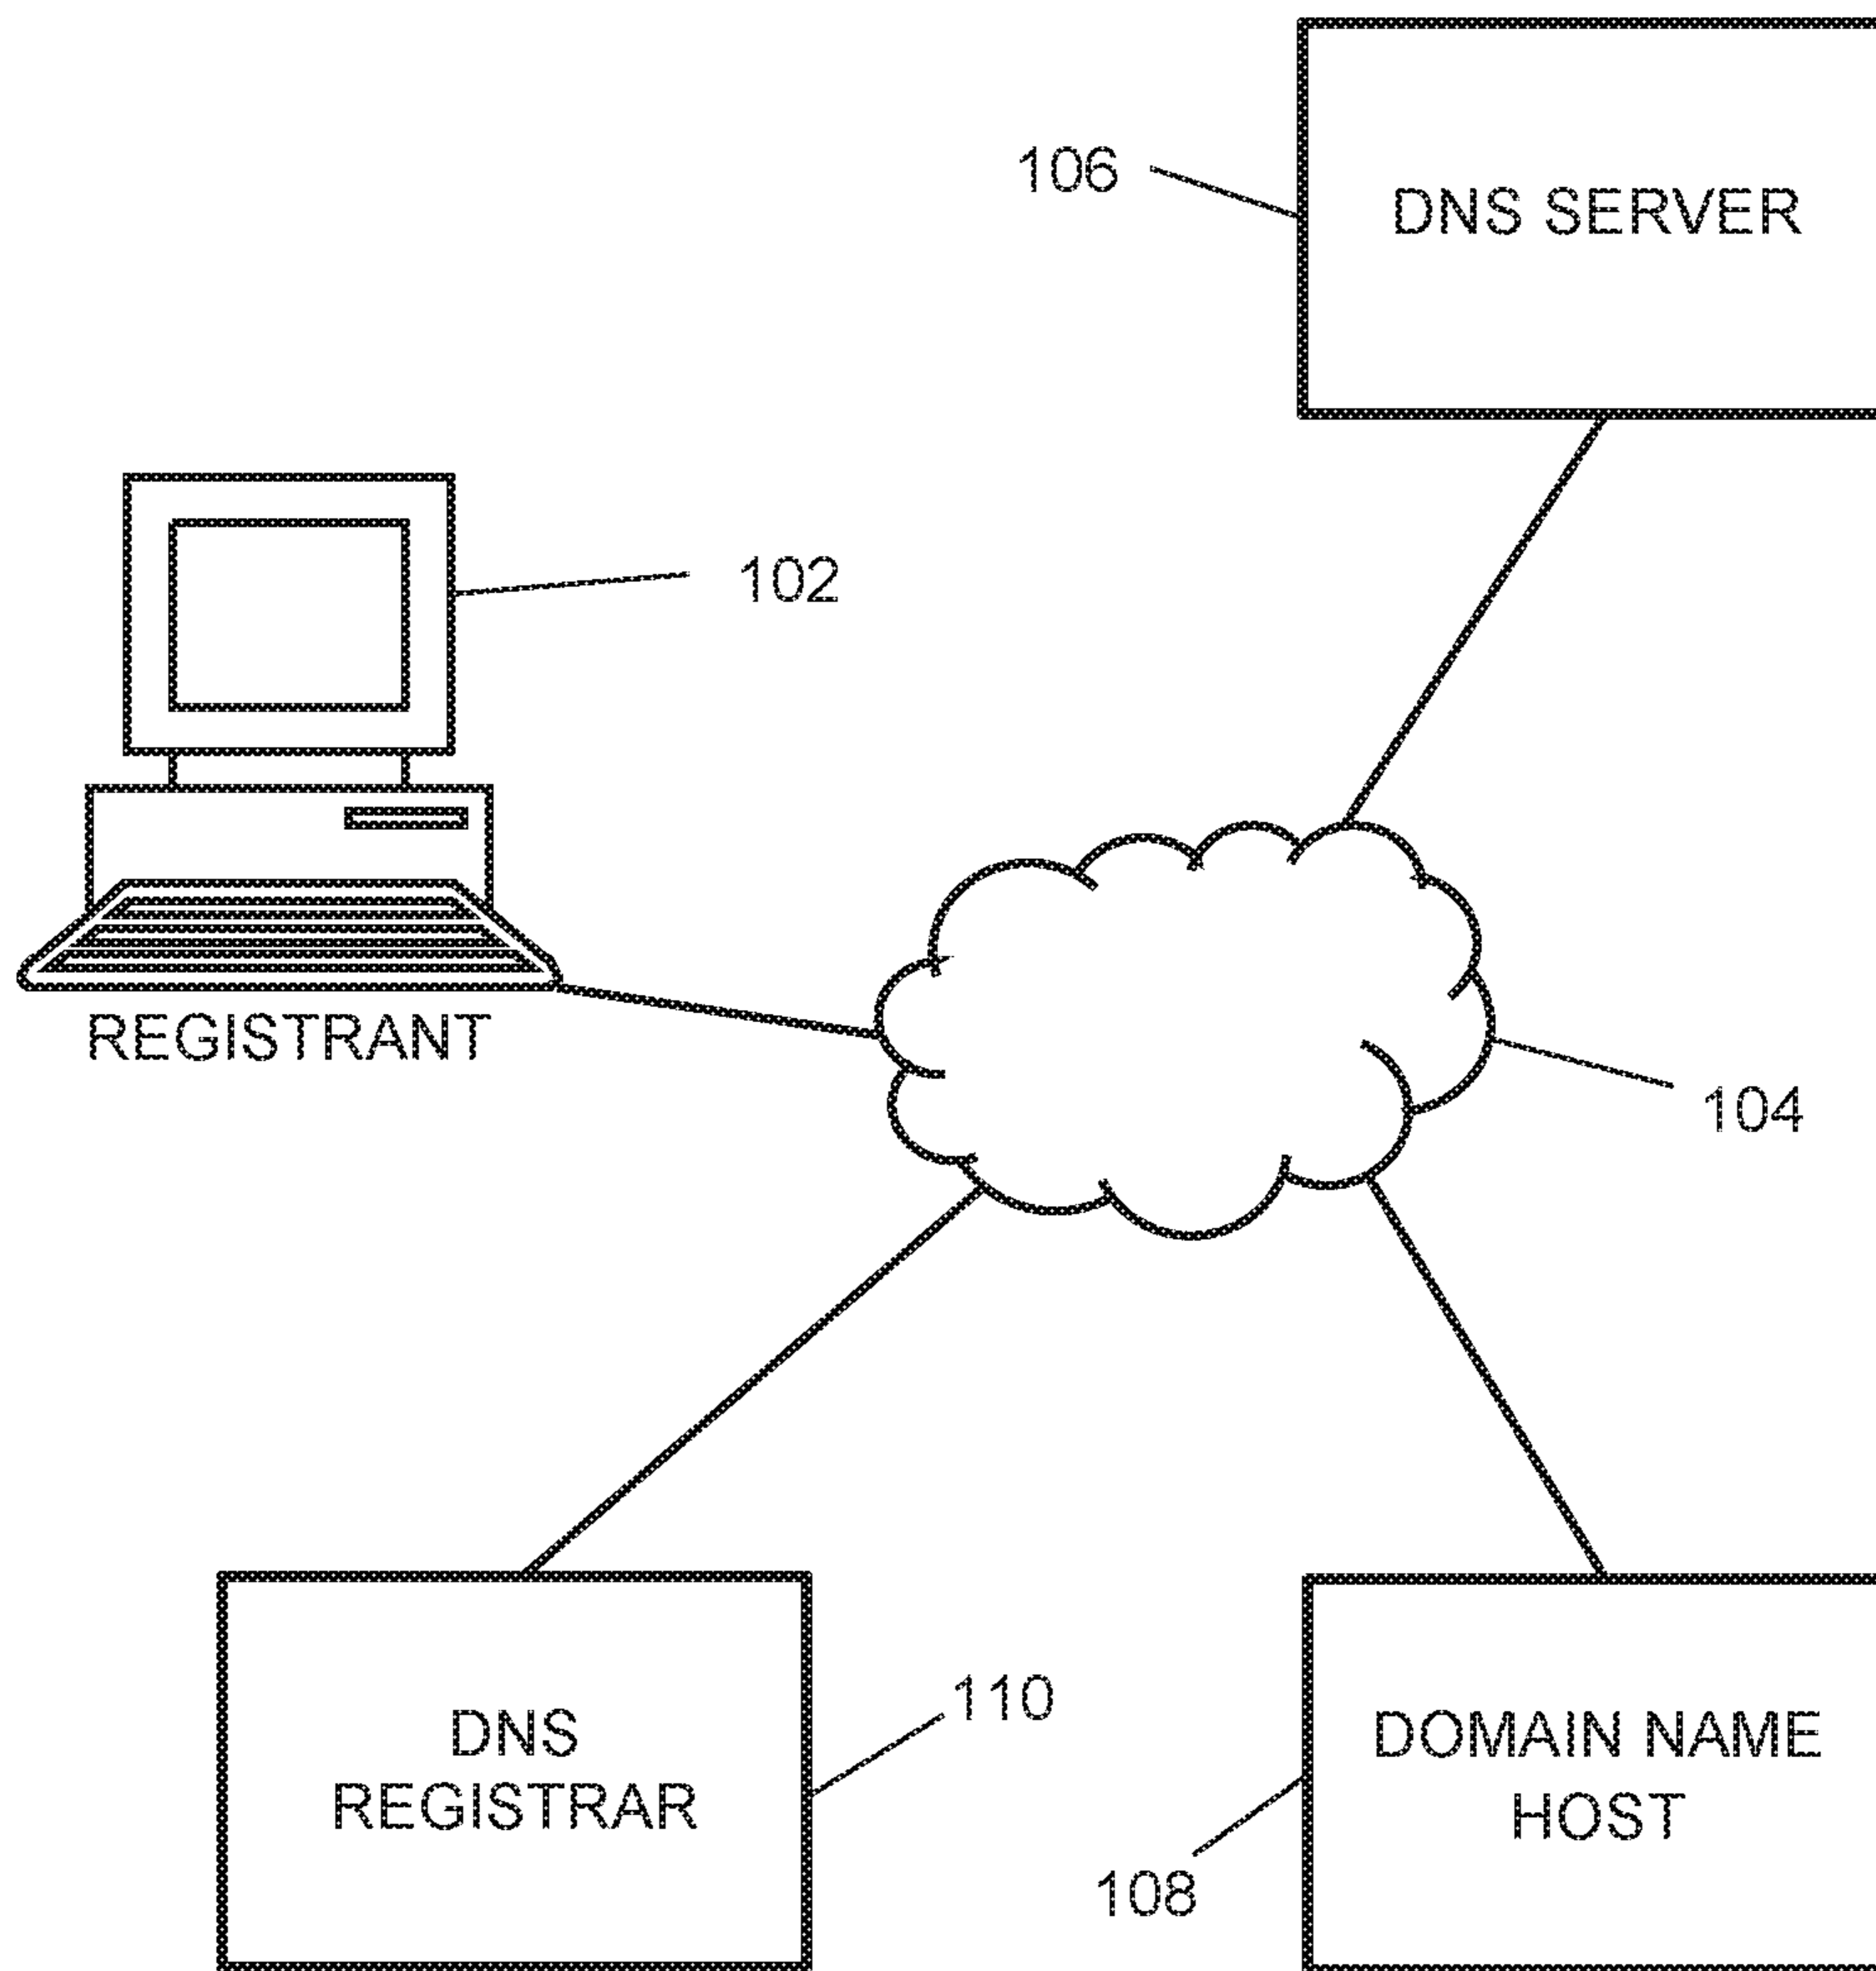 106
DNS SERVER
102
REGISTRANT
104
DNS
REGISTRAR
110
DOMAIN NAME
HOST
108